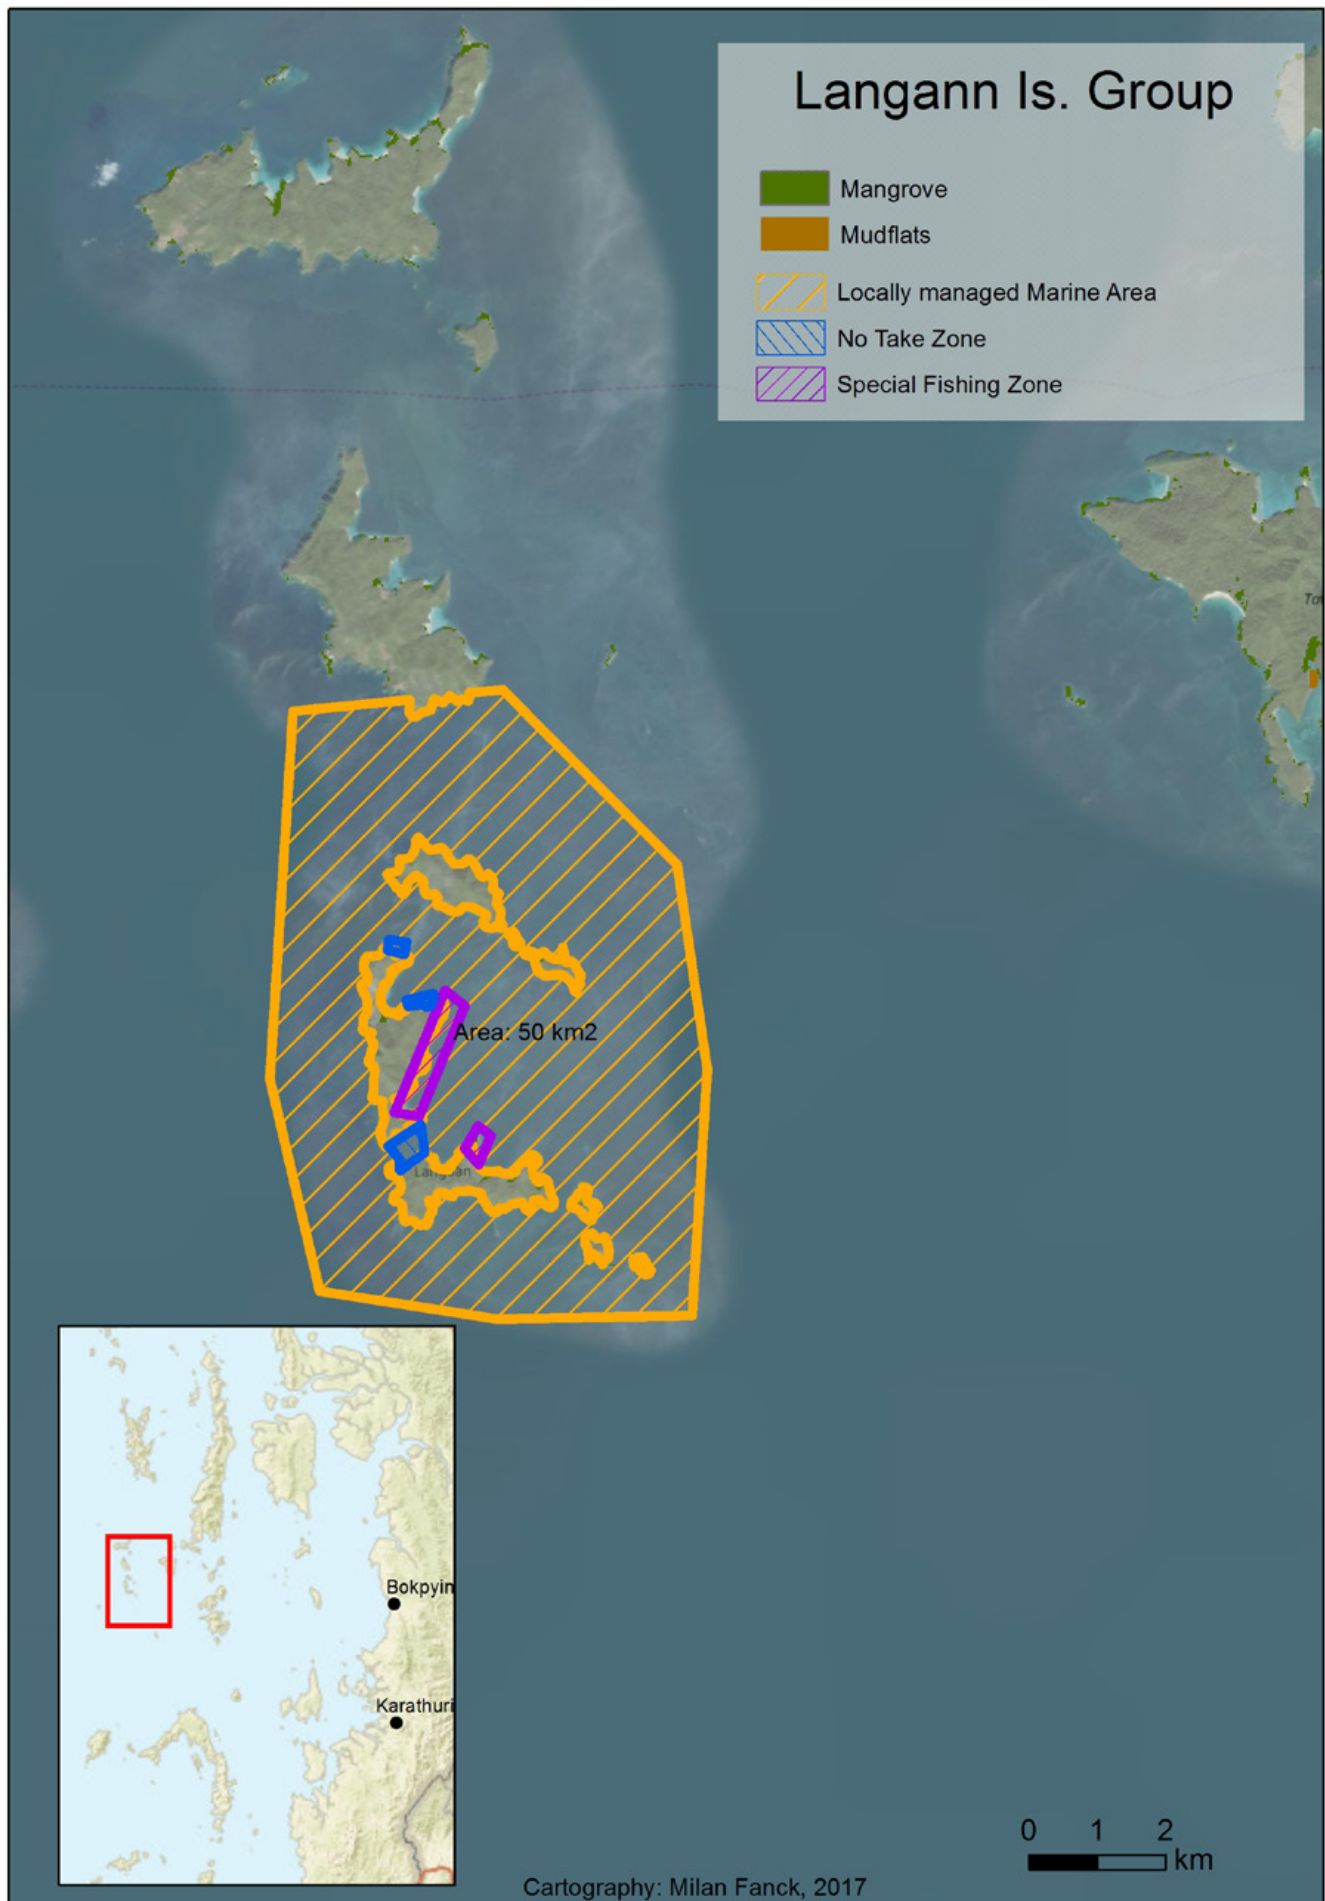 Langann Is. Group
Mangrove
Mudflats
Locally managed Marine Area
No Take Zone
Special Fishing Zone
Area: 50 km2
Bokpyin
Karathuri
0 1 2
km
Cartography: Milan Fanck, 2017